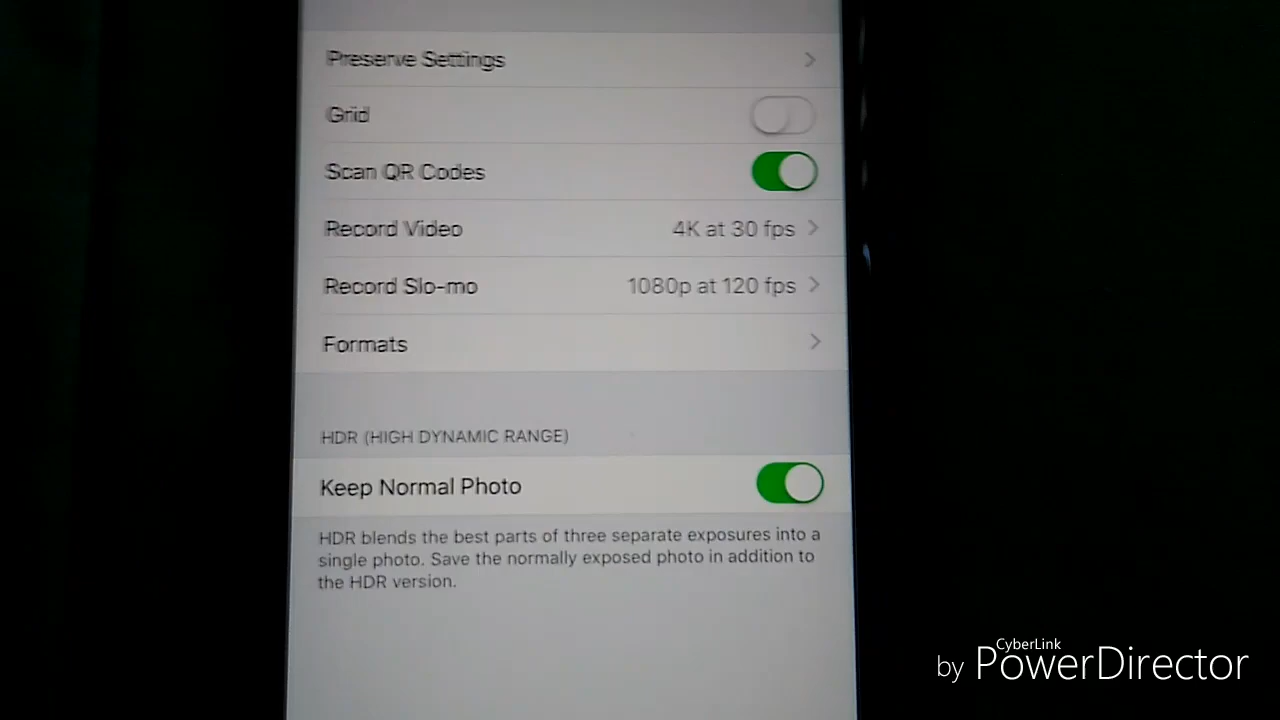 Preserve Settings
Grid
Scan QR Codes
Record Video 4K at 30 fps
Record Slo-mo 1080p at 120 fps
Formats
HDR (HIGH DYNAMIC RANGE)
Keep Normal Photo
HDR blends the best parts of three separate exposures into a
single photo. Save the normally exposed photo in addition to
the HDR version.
CyberLink
by PowerDirector